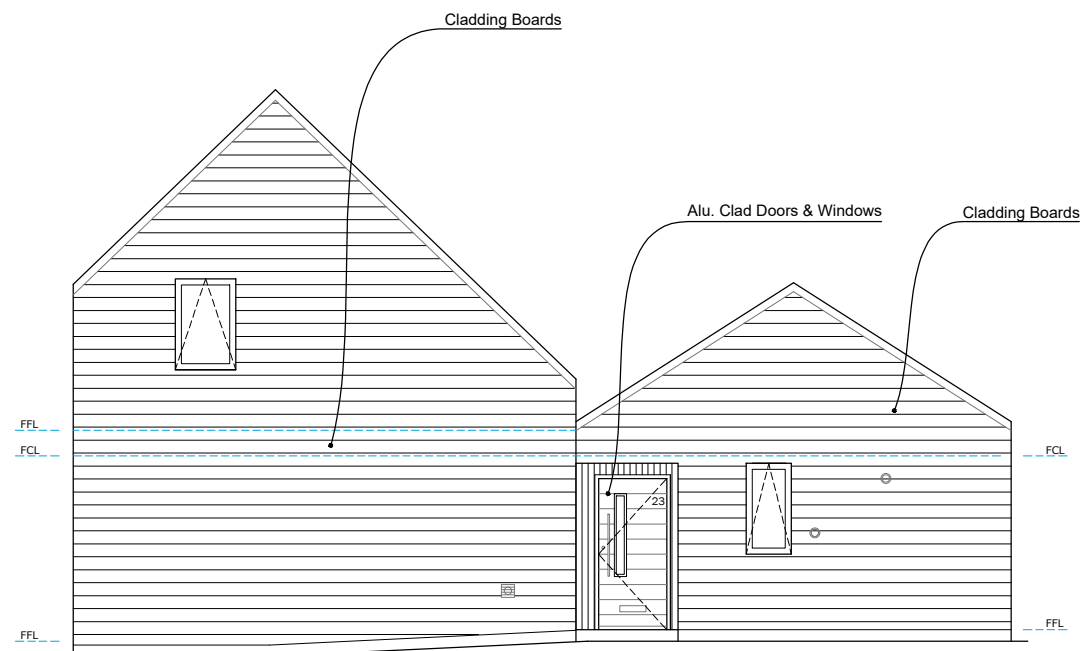 Cladding Boards
Alu. Clad Doors & Windows
Cladding Boards
FFL
FCL
FCL
23
FFL
FFL